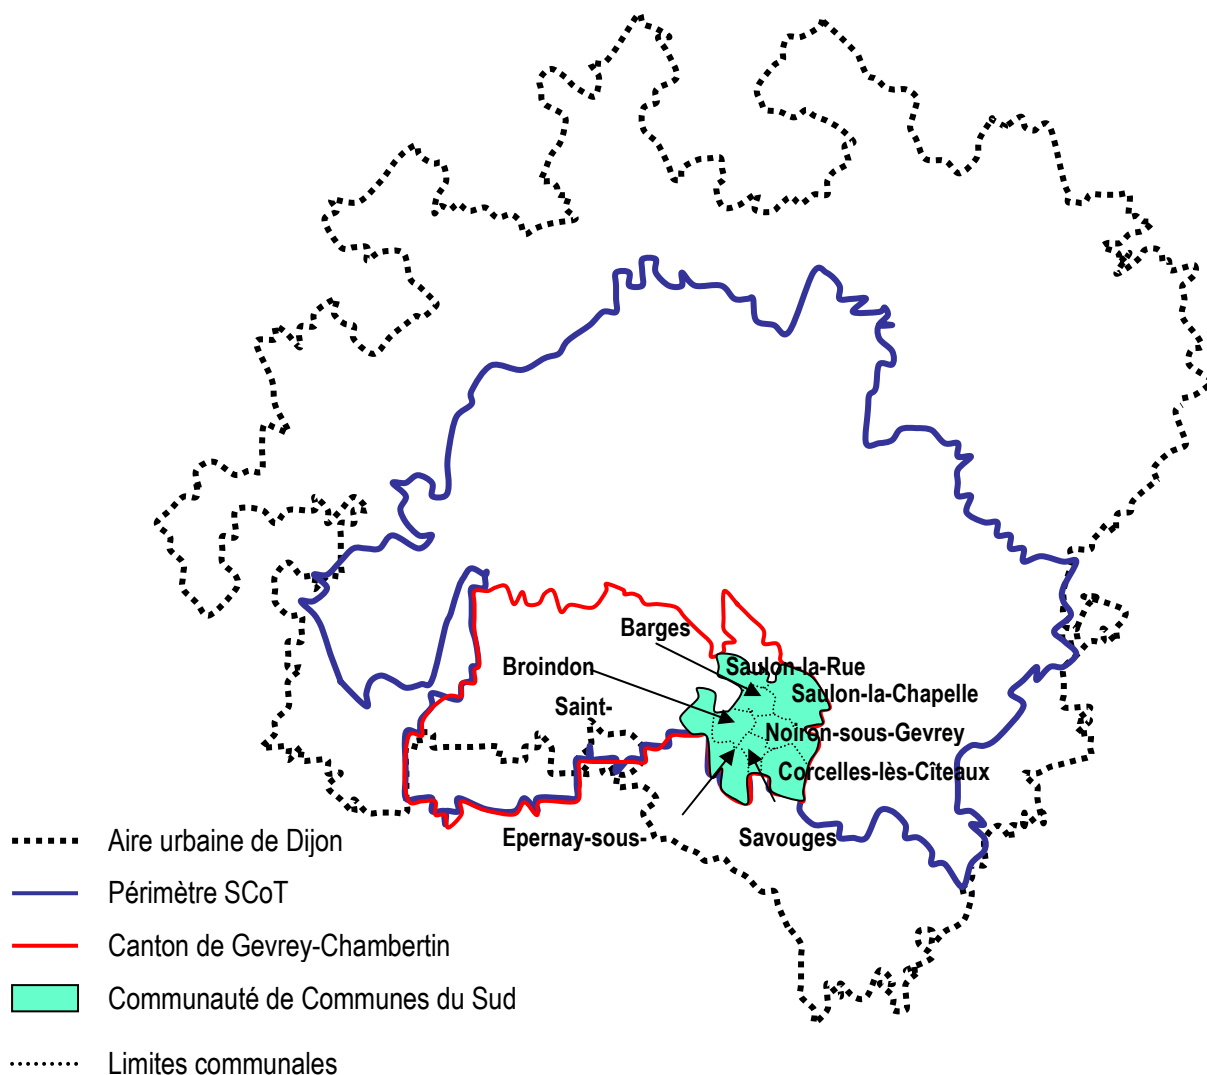 Barges
Saulon-la-Rue
Broindon
Saulon-la-Chapelle
Saint-
Noiron-sous-Gevrey
Corcelles-lès-Cîteaux
Epernay-sous-
Savouges
Aire urbaine de Dijon
Périmètre SCoT
Canton de Gevrey-Chambertin
Communauté de Communes du Sud
Limites communales